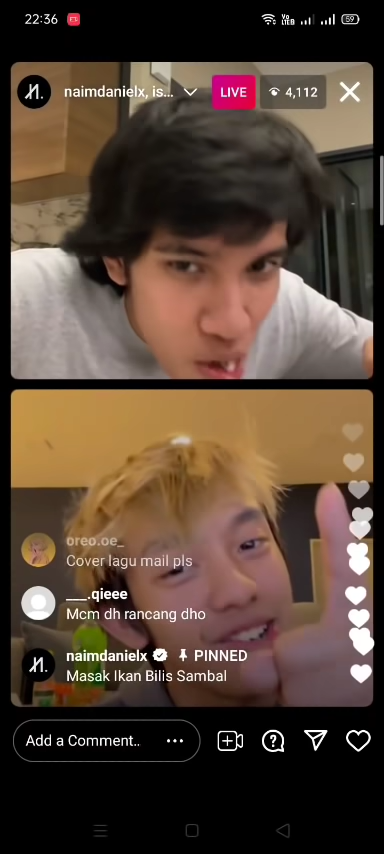 22:36
59
naimdanielx, is...
LIVE
4,112
oreo.oe_
Cover lagu mail pls
___.qieee
Mcm dh rancang dho
naimdanielx PINNED
Masak Ikan Bilis Sambal
Add a Comment..